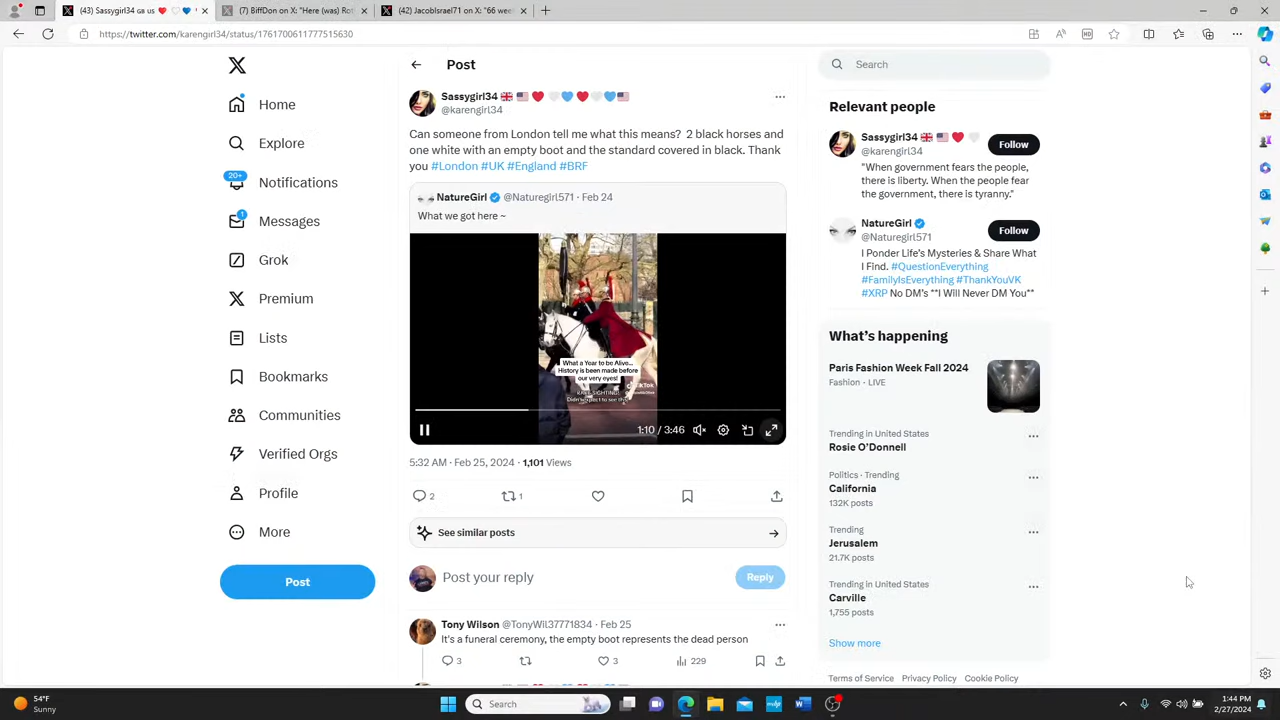 (43) Sassygirl34 GB US
(7) BiffDon on X: "Here (was) Rot
(42) JacobIsrael71 on X: "66 week
https://twitter.com/karengirl34/status/1761700611777515630
Home
Explore
20+
Notifications
1
Messages
Grok
Premium
Lists
Bookmarks
Communities
Verified Orgs
Profile
More
Post
Post
Sassygirl34
@karengirl34
Can someone from London tell me what this means? 2 black horses and
one white with an empty boot and the standard covered in black. Thank
you #London #UK #England #BRF
NatureGirl @Naturegirl571 · Feb 24
What we got here ~
What a Year to be Alive...
History is been made before
our very eyes!
TikTok
RARE SIGHTING!
Didn't expect to see this
1:10 / 3:46
5:32 AM · Feb 25, 2024 · 1,101 Views
2
1
See similar posts
Post your reply
Reply
Tony Wilson @TonyWil37771834 · Feb 25
It's a funeral ceremony, the empty boot represents the dead person
3
3
229
Search
Relevant people
Sassygirl34
@karengirl34
Follow
"When government fears the people,
there is liberty. When the people fear
the government, there is tyranny."
NatureGirl
@Naturegirl571
Follow
I Ponder Life's Mysteries & Share What
I Find. #QuestionEverything
#FamilyIsEverything #ThankYouVK
#XRP No DM's **I Will Never DM You**
What's happening
Paris Fashion Week Fall 2024
Fashion · LIVE
Trending in United States
Rosie O'Donnell
Politics · Trending
California
132K posts
Trending
Jerusalem
21.7K posts
Trending in United States
Carville
1,755 posts
Show more
Terms of Service Privacy Policy Cookie Policy
54°F
Sunny
Search
1:44 PM
2/27/2024